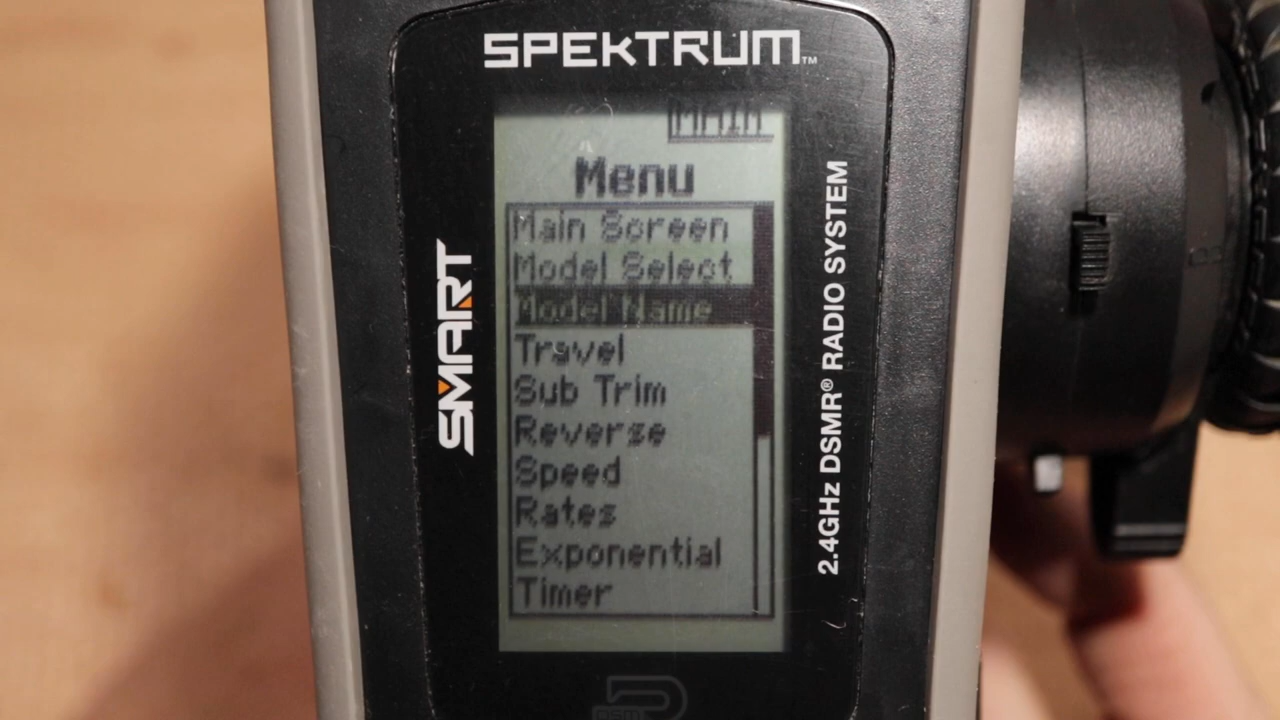 SPEKTRUM™
MAIN
Menu
Main Screen
Model Select
Model Name
Travel
Sub Trim
Reverse
Speed
Rates
Exponential
Timer
SMART
2.4GHz DSMR® RADIO SYSTEM